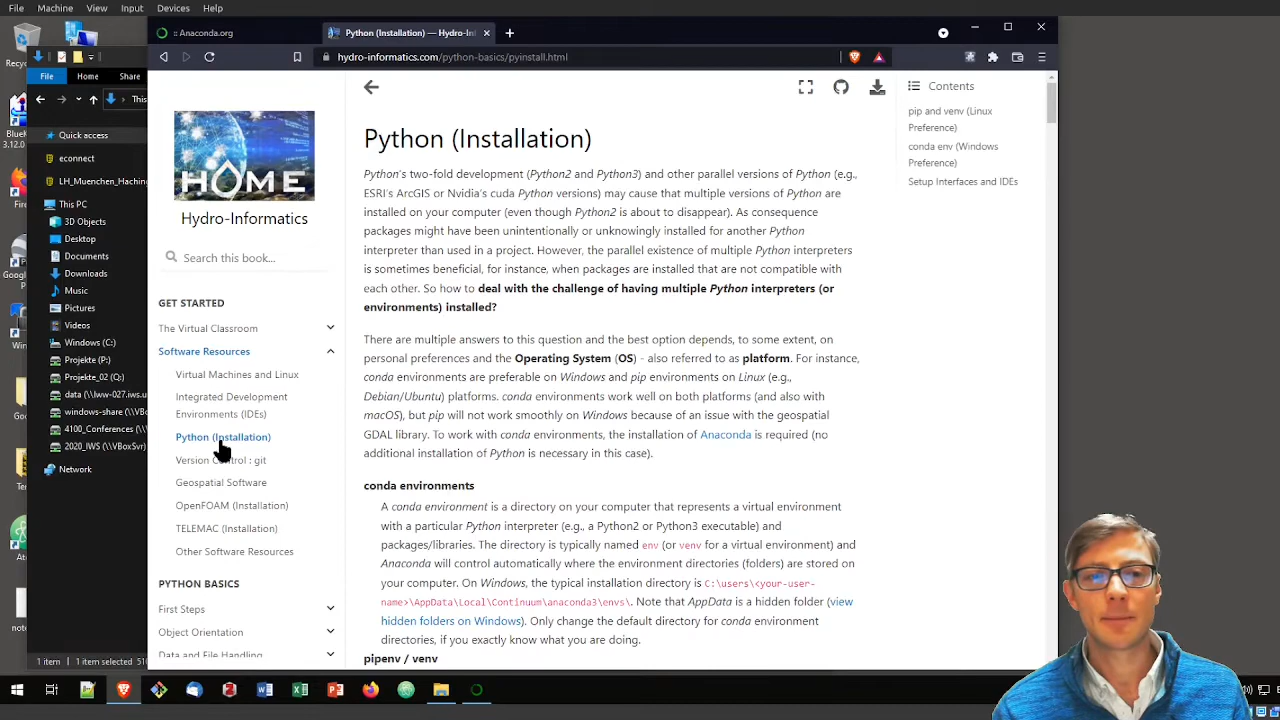 File Machine View Input Devices Help
:: Anaconda.org
Python (Installation) — Hydro-In
hydro-informatics.com/python-basics/pyinstall.html
File Home Share
This
Quick access
econnect
LH_Muenchen_Haching
This PC
3D Objects
Desktop
Documents
Downloads
Music
Pictures
Videos
Windows (C:)
Projekte (P:)
Projekte_02 (Q:)
data (\\lww-027.iws.u
windows-share (\\VBo
4100_Conferences (\\
2020_IWS (\\VBoxSvr)
Network
1 item 1 item selected 510
HOME
Hydro-Informatics
Search this book...
GET STARTED
The Virtual Classroom
Software Resources
Virtual Machines and Linux
Integrated Development
Environments (IDEs)
Python (Installation)
Version Control : git
Geospatial Software
OpenFOAM (Installation)
TELEMAC (Installation)
Other Software Resources
PYTHON BASICS
First Steps
Object Orientation
Data and File Handling
Python (Installation)
Python's two-fold development (Python2 and Python3) and other parallel versions of Python (e.g.,
ESRI's ArcGIS or Nvidia's cuda Python versions) may cause that multiple versions of Python are
installed on your computer (even though Python2 is about to disappear). As consequence
packages might have been unintentionally or unknowingly installed for another Python
interpreter than used in a project. However, the parallel existence of multiple Python interpreters
is sometimes beneficial, for instance, when packages are installed that are not compatible with
each other. So how to deal with the challenge of having multiple Python interpreters (or
environments) installed?
There are multiple answers to this question and the best option depends, to some extent, on
personal preferences and the Operating System (OS) - also referred to as platform. For instance,
conda environments are preferable on Windows and pip environments on Linux (e.g.,
Debian/Ubuntu) platforms. conda environments work well on both platforms (and also with
macOS), but pip will not work smoothly on Windows because of an issue with the geospatial
GDAL library. To work with conda environments, the installation of Anaconda is required (no
additional installation of Python is necessary in this case).
conda environments
A conda environment is a directory on your computer that represents a virtual environment
with a particular Python interpreter (e.g., a Python2 or Python3 executable) and
packages/libraries. The directory is typically named env (or venv for a virtual environment) and
Anaconda will control automatically where the environment directories (folders) are stored on
your computer. On Windows, the typical installation directory is C:\users\<your-user-
name>\AppData\Local\Continuum\anaconda3\envs\. Note that AppData is a hidden folder (view
hidden folders on Windows). Only change the default directory for conda environment
directories, if you exactly know what you are doing.
pipenv / venv
Contents
pip and venv (Linux
Preference)
conda env (Windows
Preference)
Setup Interfaces and IDEs